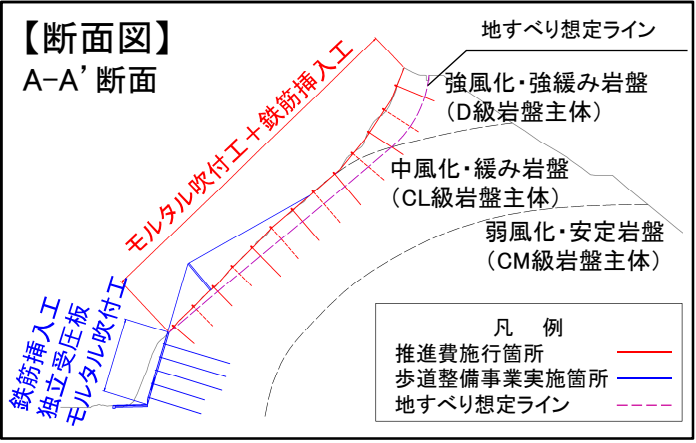 【断面図】
A-A’断面
地すべり想定ライン
強風化・強緩み岩盤
（D級岩盤主体）
モルタル吹付工＋鉄筋挿入工
中風化・緩み岩盤
（CL級岩盤主体）
弱風化・安定岩盤
（CM級岩盤主体）
鉄筋挿入工
独立受圧板
モルタル吹付工
凡　例
推進費施行箇所
歩道整備事業実施箇所
地すべり想定ライン